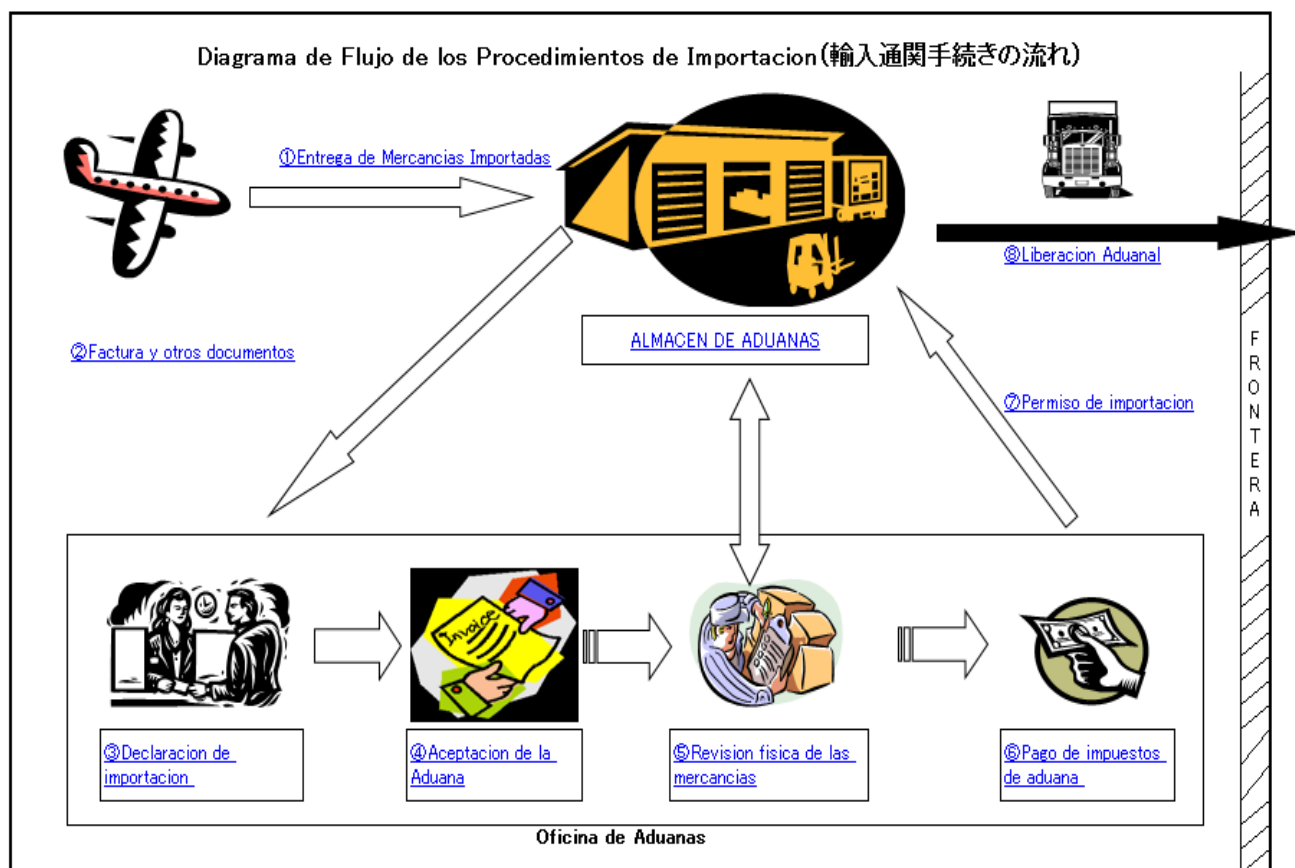 Diagrama de Flujo de los Procedimientos de Importacion(輸入通関手続きの流れ)
①Entrega de Mercancias Importadas
⑧Liberacion Aduanal
ALMACEN DE ADUANAS
②Factura y otros documentos
⑦Permiso de importacion
FRONTERA
Invoice
③Declaracion de
importacion
④Aceptacion de la
Aduana
⑤Revision fisica de las
mercancias
⑥Pago de impuestos
de aduana
Oficina de Aduanas